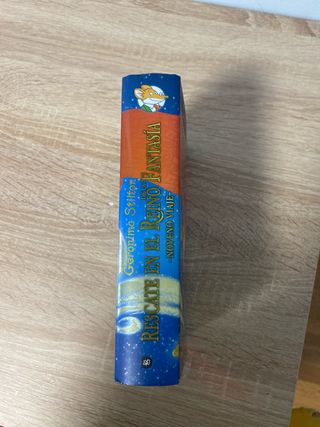 Geronimo Stilton
RESCATE EN EL REINO DE LA FANTASÍA
NOVENO VIAJE